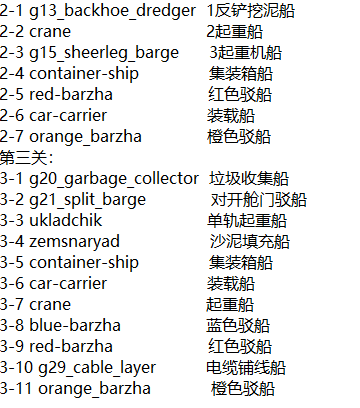 2-1 g13_backhoe_dredger 1反铲挖泥船
2-2 crane 2起重船
2-3 g15_sheerleg_barge 3起重机船
2-4 container-ship 集装箱船
2-5 red-barzha 红色驳船
2-6 car-carrier 装载船
2-7 orange_barzha 橙色驳船
第三关:
3-1 g20_garbage_collector 垃圾收集船
3-2 g21_split_barge 对开舱门驳船
3-3 ukladchik 单轨起重船
3-4 zemsnaryad 沙泥填充船
3-5 container-ship 集装箱船
3-6 car-carrier 装载船
3-7 crane 起重船
3-8 blue-barzha 蓝色驳船
3-9 red-barzha 红色驳船
3-10 g29_cable_layer 电缆铺线船
3-11 orange_barzha 橙色驳船